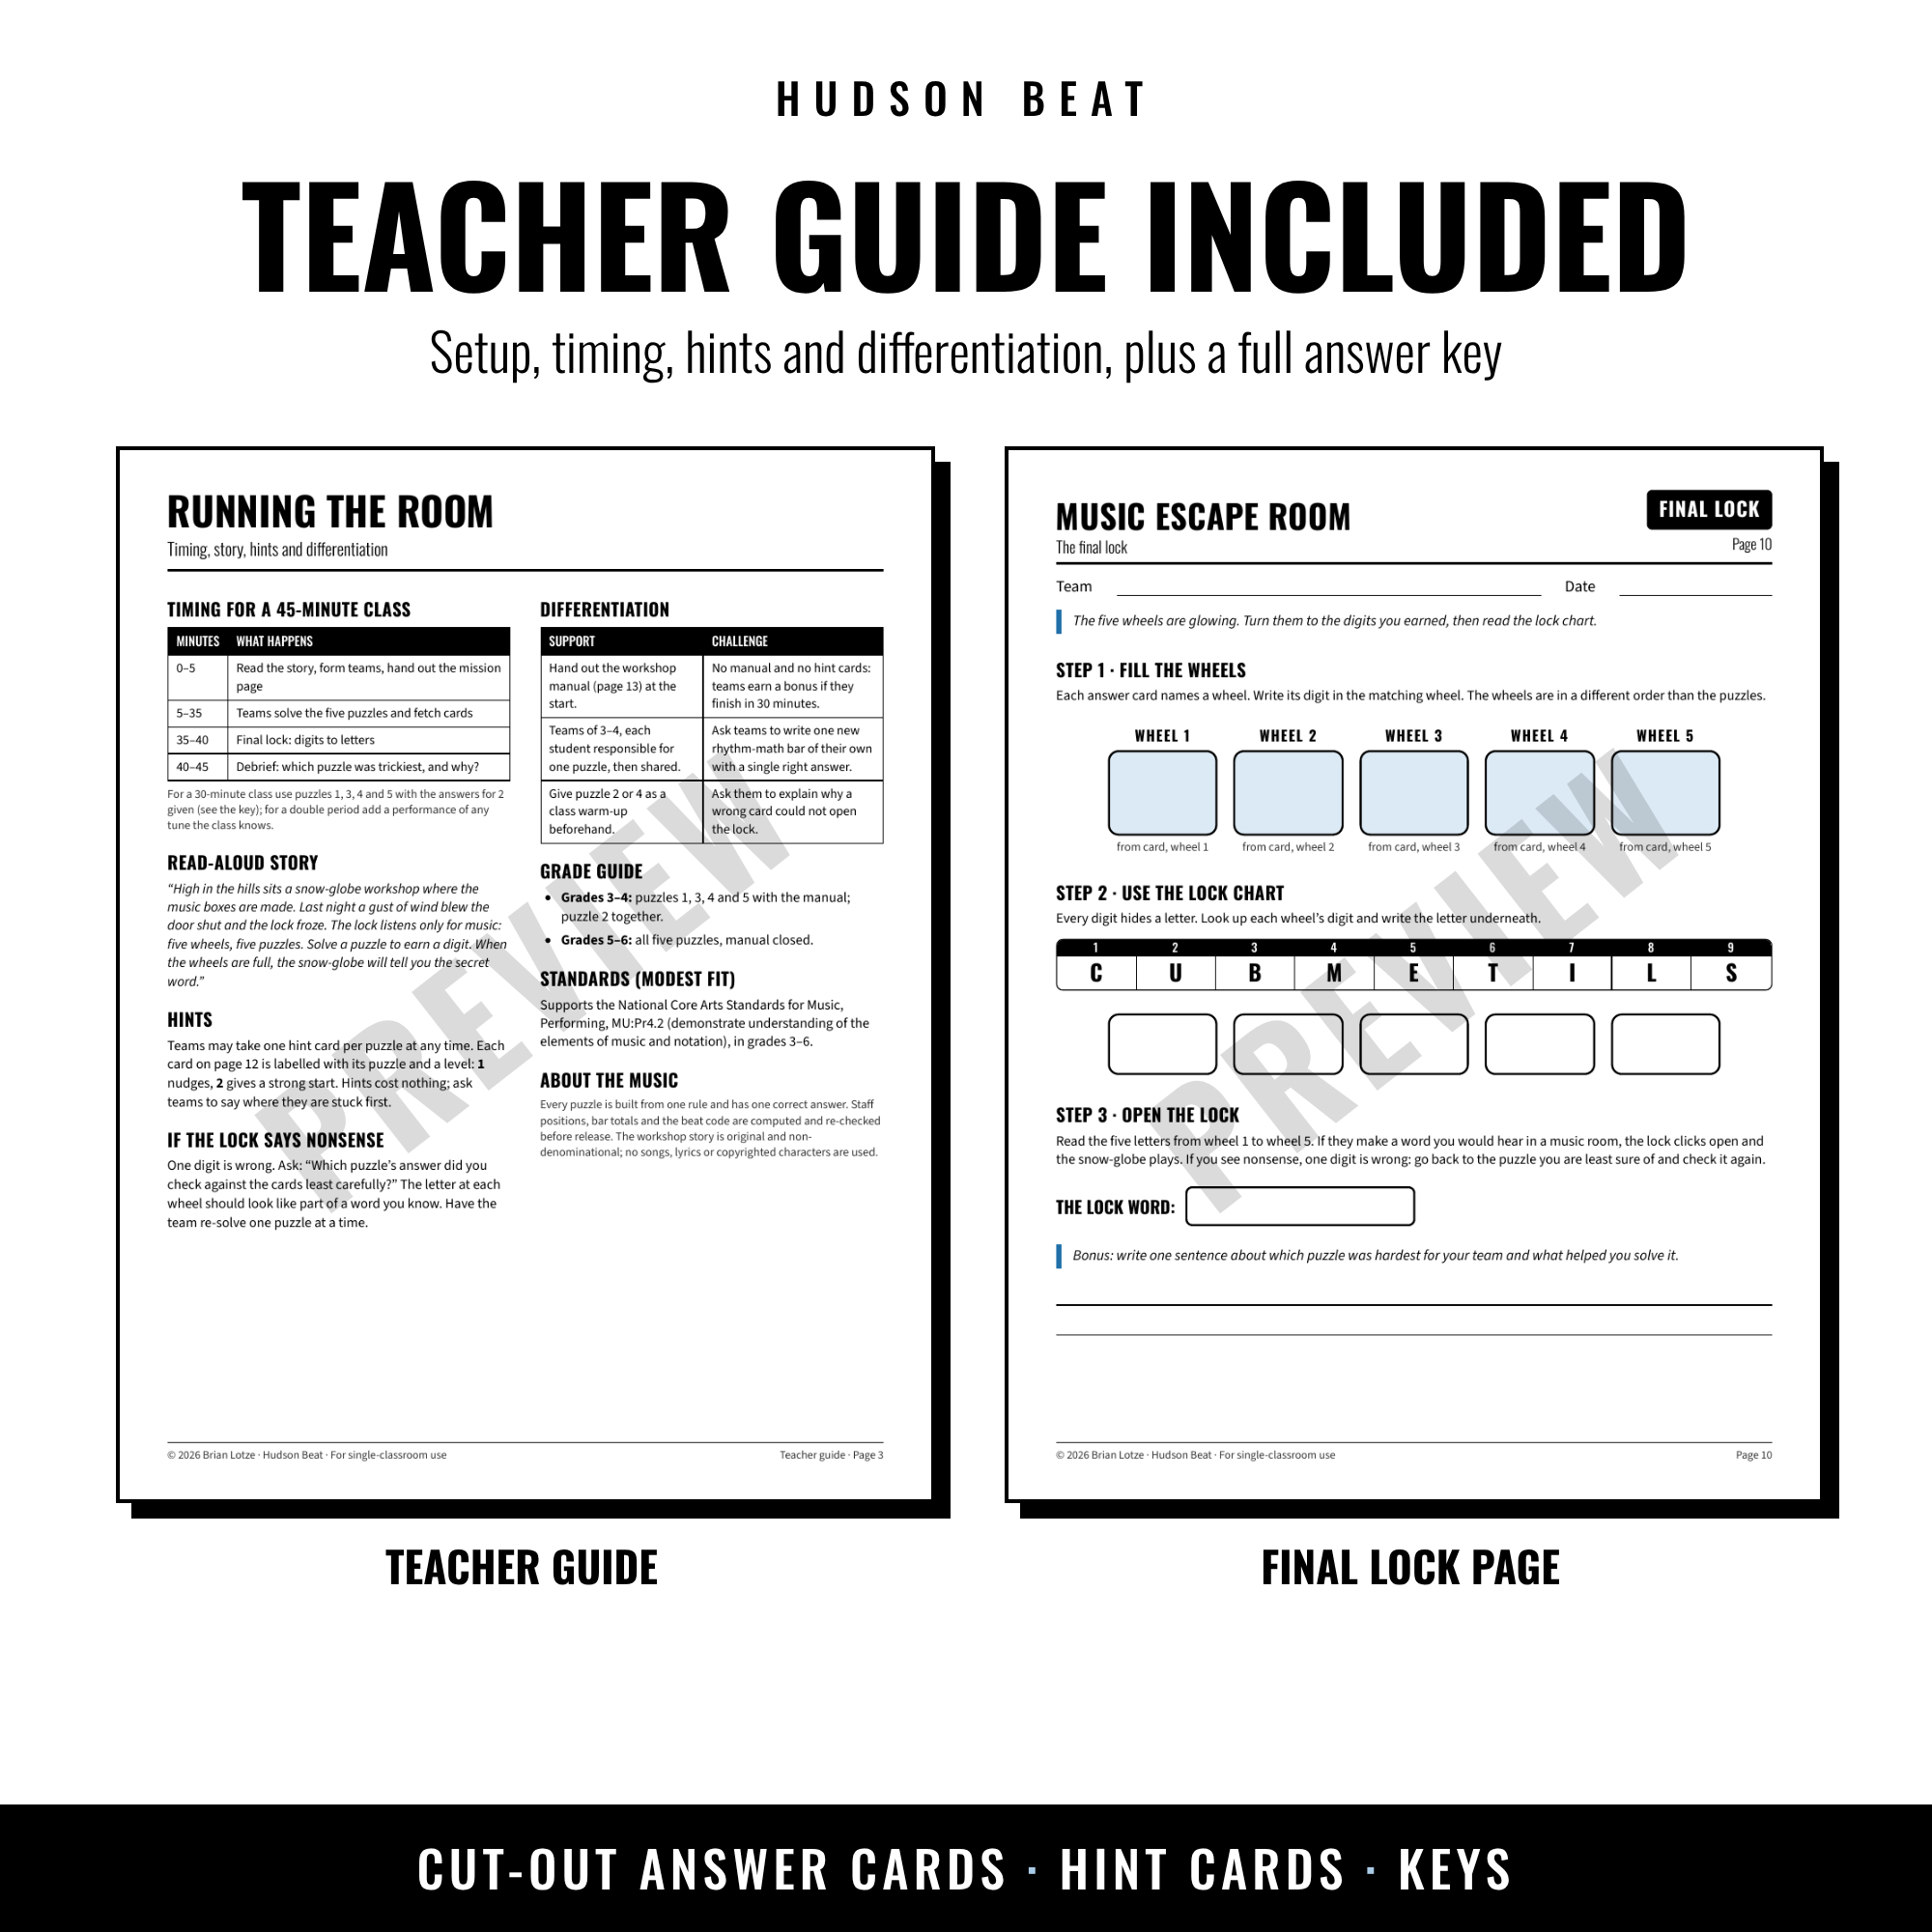 HUDSON BEAT
TEACHER GUIDE INCLUDED
Setup, timing, hints and differentiation, plus a full answer key
RUNNING THE ROOM
Timing, story, hints and differentiation
TIMING FOR A 45-MINUTE CLASS
MINUTES WHAT HAPPENS
0–5 Read the story, form teams, hand out the mission
page
5–35 Teams solve the five puzzles and fetch cards
35–40 Final lock: digits to letters
40–45 Debrief: which puzzle was trickiest, and why?
For a 30-minute class use puzzles 1, 3, 4 and 5 with the answers for 2
given (see the key); for a double period add a performance of any
tune the class knows.
READ-ALOUD STORY
“High in the hills sits a snow-globe workshop where the
music boxes are made. Last night a gust of wind blew the
door shut and the lock froze. The lock listens only for music:
five wheels, five puzzles. Solve a puzzle to earn a digit. When
the wheels are full, the snow-globe will tell you the secret
word.”
HINTS
Teams may take one hint card per puzzle at any time. Each
card on page 12 is labelled with its puzzle and a level: 1
nudges, 2 gives a strong start. Hints cost nothing; ask
teams to say where they are stuck first.
IF THE LOCK SAYS NONSENSE
One digit is wrong. Ask: “Which puzzle’s answer did you
check against the cards least carefully?” The letter at each
wheel should look like part of a word you know. Have the
team re-solve one puzzle at a time.
DIFFERENTIATION
SUPPORT CHALLENGE
Hand out the workshop No manual and no hint cards:
manual (page 13) at the teams earn a bonus if they
start. finish in 30 minutes.
Teams of 3–4, each Ask teams to write one new
student responsible for rhythm-math bar of their own
one puzzle, then shared. with a single right answer.
Give puzzle 2 or 4 as a Ask them to explain why a
class warm-up wrong card could not open
beforehand. the lock.
GRADE GUIDE
• Grades 3–4: puzzles 1, 3, 4 and 5 with the manual;
puzzle 2 together.
• Grades 5–6: all five puzzles, manual closed.
STANDARDS (MODEST FIT)
Supports the National Core Arts Standards for Music,
Performing, MU:Pr4.2 (demonstrate understanding of the
elements of music and notation), in grades 3–6.
ABOUT THE MUSIC
Every puzzle is built from one rule and has one correct answer. Staff
positions, bar totals and the beat code are computed and re-checked
before release. The workshop story is original and non-
denominational; no songs, lyrics or copyrighted characters are used.
PREVIEW
© 2026 Brian Lotze · Hudson Beat · For single-classroom use Teacher guide · Page 3
TEACHER GUIDE
MUSIC ESCAPE ROOM FINAL LOCK
The final lock Page 10
Team Date
The five wheels are glowing. Turn them to the digits you earned, then read the lock chart.
STEP 1 · FILL THE WHEELS
Each answer card names a wheel. Write its digit in the matching wheel. The wheels are in a different order than the puzzles.
WHEEL 1 WHEEL 2 WHEEL 3 WHEEL 4 WHEEL 5
from card, wheel 1 from card, wheel 2 from card, wheel 3 from card, wheel 4 from card, wheel 5
STEP 2 · USE THE LOCK CHART
Every digit hides a letter. Look up each wheel’s digit and write the letter underneath.
1 2 3 4 5 6 7 8 9
C U B M E T I L S
STEP 3 · OPEN THE LOCK
Read the five letters from wheel 1 to wheel 5. If they make a word you would hear in a music room, the lock clicks open and
the snow-globe plays. If you see nonsense, one digit is wrong: go back to the puzzle you are least sure of and check it again.
THE LOCK WORD:
Bonus: write one sentence about which puzzle was hardest for your team and what helped you solve it.
PREVIEW
© 2026 Brian Lotze · Hudson Beat · For single-classroom use Page 10
FINAL LOCK PAGE
CUT-OUT ANSWER CARDS · HINT CARDS · KEYS